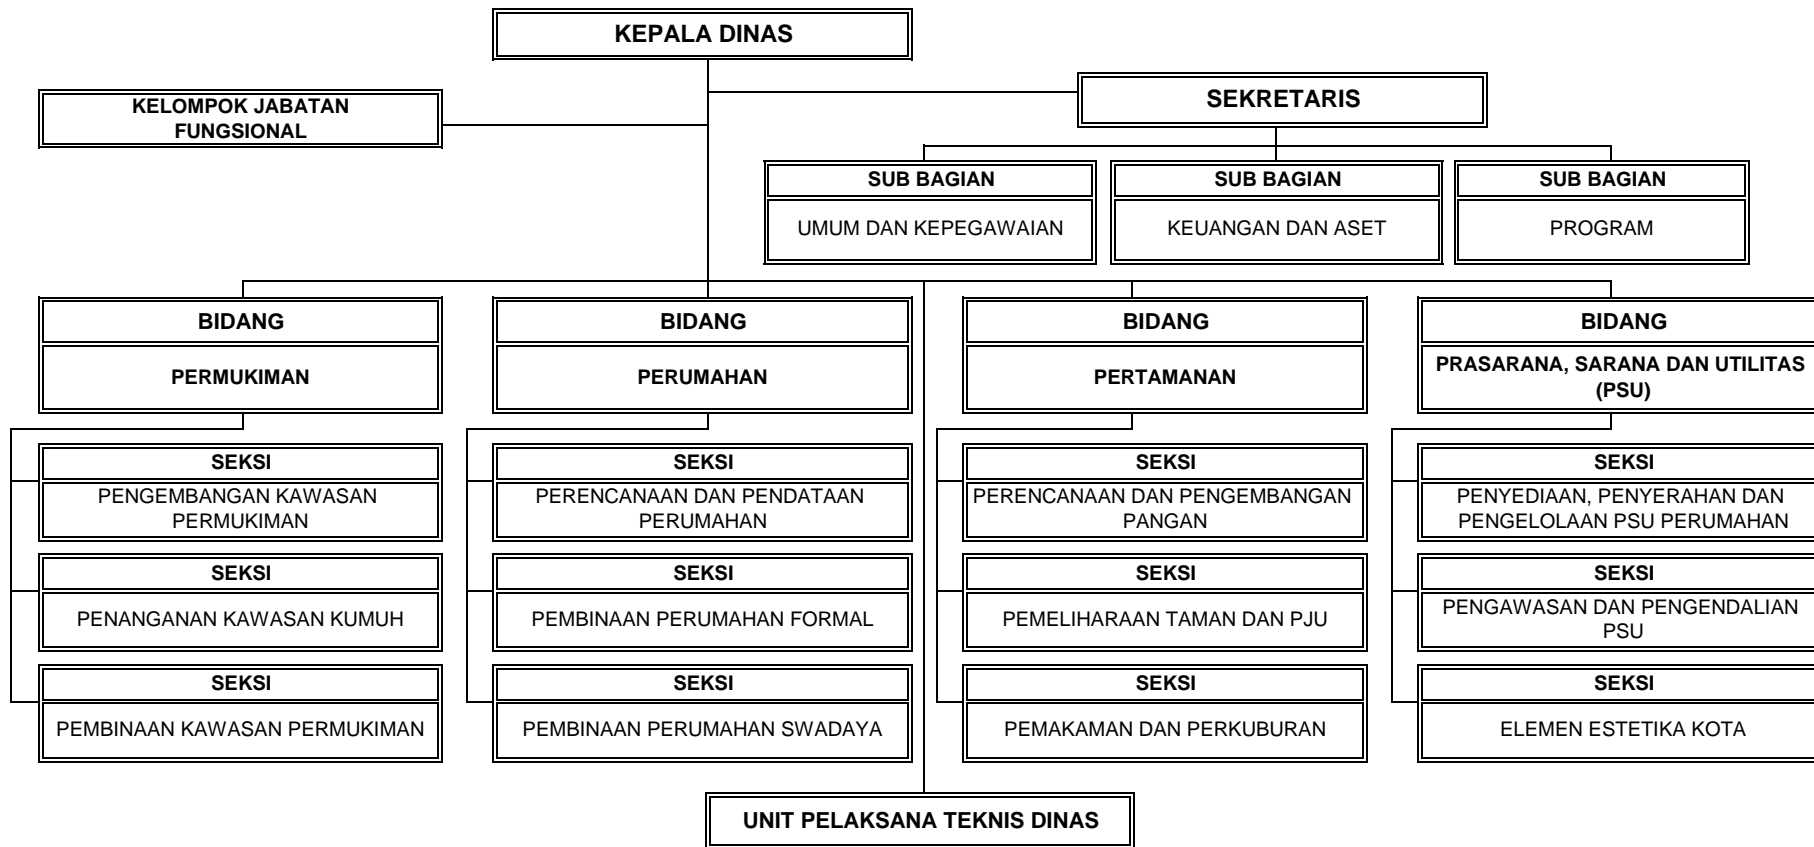 KEPALA DINAS
KELOMPOK JABATAN
FUNGSIONAL
SEKRETARIS
SUB BAGIAN
UMUM DAN KEPEGAWAIAN
SUB BAGIAN
KEUANGAN DAN ASET
SUB BAGIAN
PROGRAM
BIDANG
PERMUKIMAN
SEKSI
PENGEMBANGAN KAWASAN
PERMUKIMAN
SEKSI
PENANGANAN KAWASAN KUMUH
SEKSI
PEMBINAAN KAWASAN PERMUKIMAN
BIDANG
PERUMAHAN
SEKSI
PERENCANAAN DAN PENDATAAN
PERUMAHAN
SEKSI
PEMBINAAN PERUMAHAN FORMAL
SEKSI
PEMBINAAN PERUMAHAN SWADAYA
BIDANG
PERTAMANAN
SEKSI
PERENCANAAN DAN PENGEMBANGAN
PANGAN
SEKSI
PEMELIHARAAN TAMAN DAN PJU
SEKSI
PEMAKAMAN DAN PERKUBURAN
BIDANG
PRASARANA, SARANA DAN UTILITAS
(PSU)
SEKSI
PENYEDIAAN, PENYERAHAN DAN
PENGELOLAAN PSU PERUMAHAN
SEKSI
PENGAWASAN DAN PENGENDALIAN
PSU
SEKSI
ELEMEN ESTETIKA KOTA
UNIT PELAKSANA TEKNIS DINAS